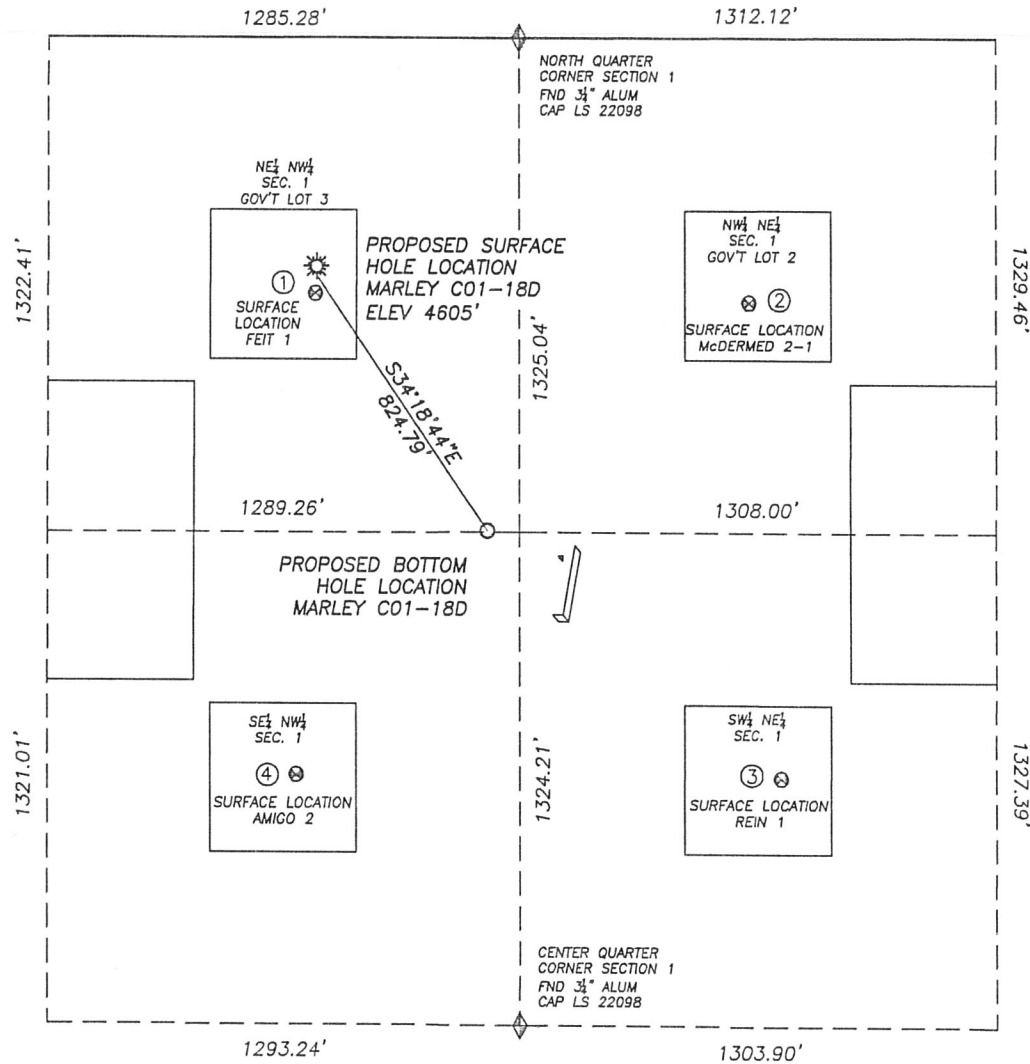 1285.28'
1312.12'
NORTH QUARTER
CORNER SECTION 1
FND 3¼" ALUM
CAP LS 22098
NE¼ NW¼
SEC. 1
GOV'T LOT 3
NW¼ NE¼
SEC. 1
GOV'T LOT 2
PROPOSED SURFACE
HOLE LOCATION
MARLEY C01-18D
ELEV 4605'
1
SURFACE
LOCATION
FEIT 1
2
SURFACE LOCATION
McDERMED 2-1
1322.41'
1325.04'
1329.46'
S34°18'44"E
824.79'
1289.26'
1308.00'
PROPOSED BOTTOM
HOLE LOCATION
MARLEY C01-18D
SE¼ NW¼
SEC. 1
4
SURFACE LOCATION
AMIGO 2
SW¼ NE¼
SEC. 1
3
SURFACE LOCATION
REIN 1
1321.01'
1324.21'
1327.39'
CENTER QUARTER
CORNER SECTION 1
FND 3¼" ALUM
CAP LS 22098
1293.24'
1303.90'